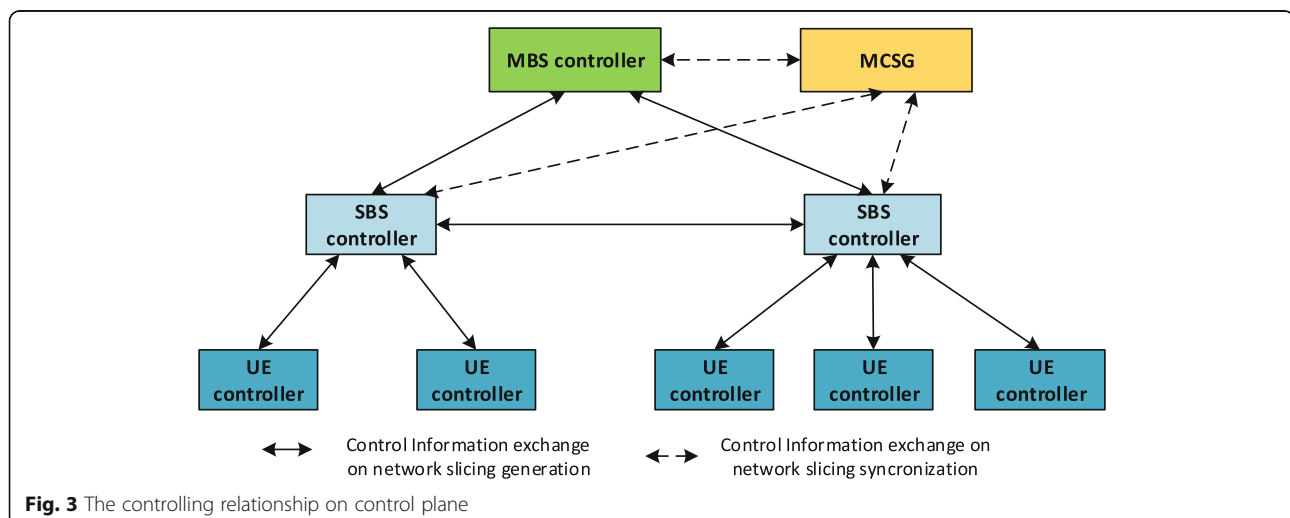 MBS controller
MCSG
SBS
controller
SBS
controller
UE
controller
UE
controller
UE
controller
UE
controller
UE
controller
Control Information exchange
on network slicing generation
Control Information exchange on
network slicing syncronization
Fig. 3 The controlling relationship on control plane